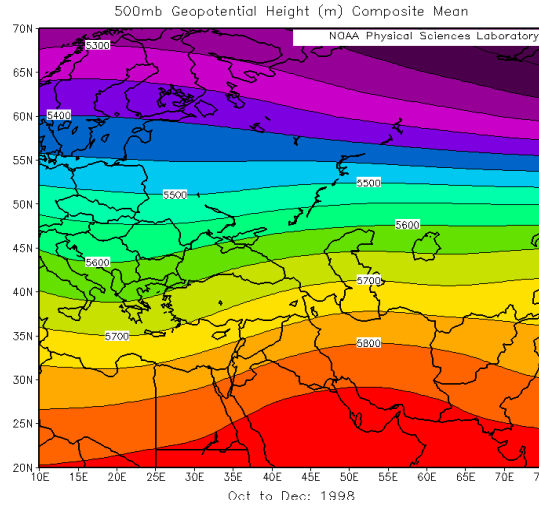 500mb Geopotential Height (m) Composite Mean
NOAA Physical Sciences Laboratory
70N
65N
60N
55N
50N
45N
40N
35N
30N
25N
20N
5300
5400
5500
5500
5600
5600
5700
5700
5800
10E 15E 20E 25E 30E 35E 40E 45E 50E 55E 60E 65E 70E
Oct to Dec: 1998